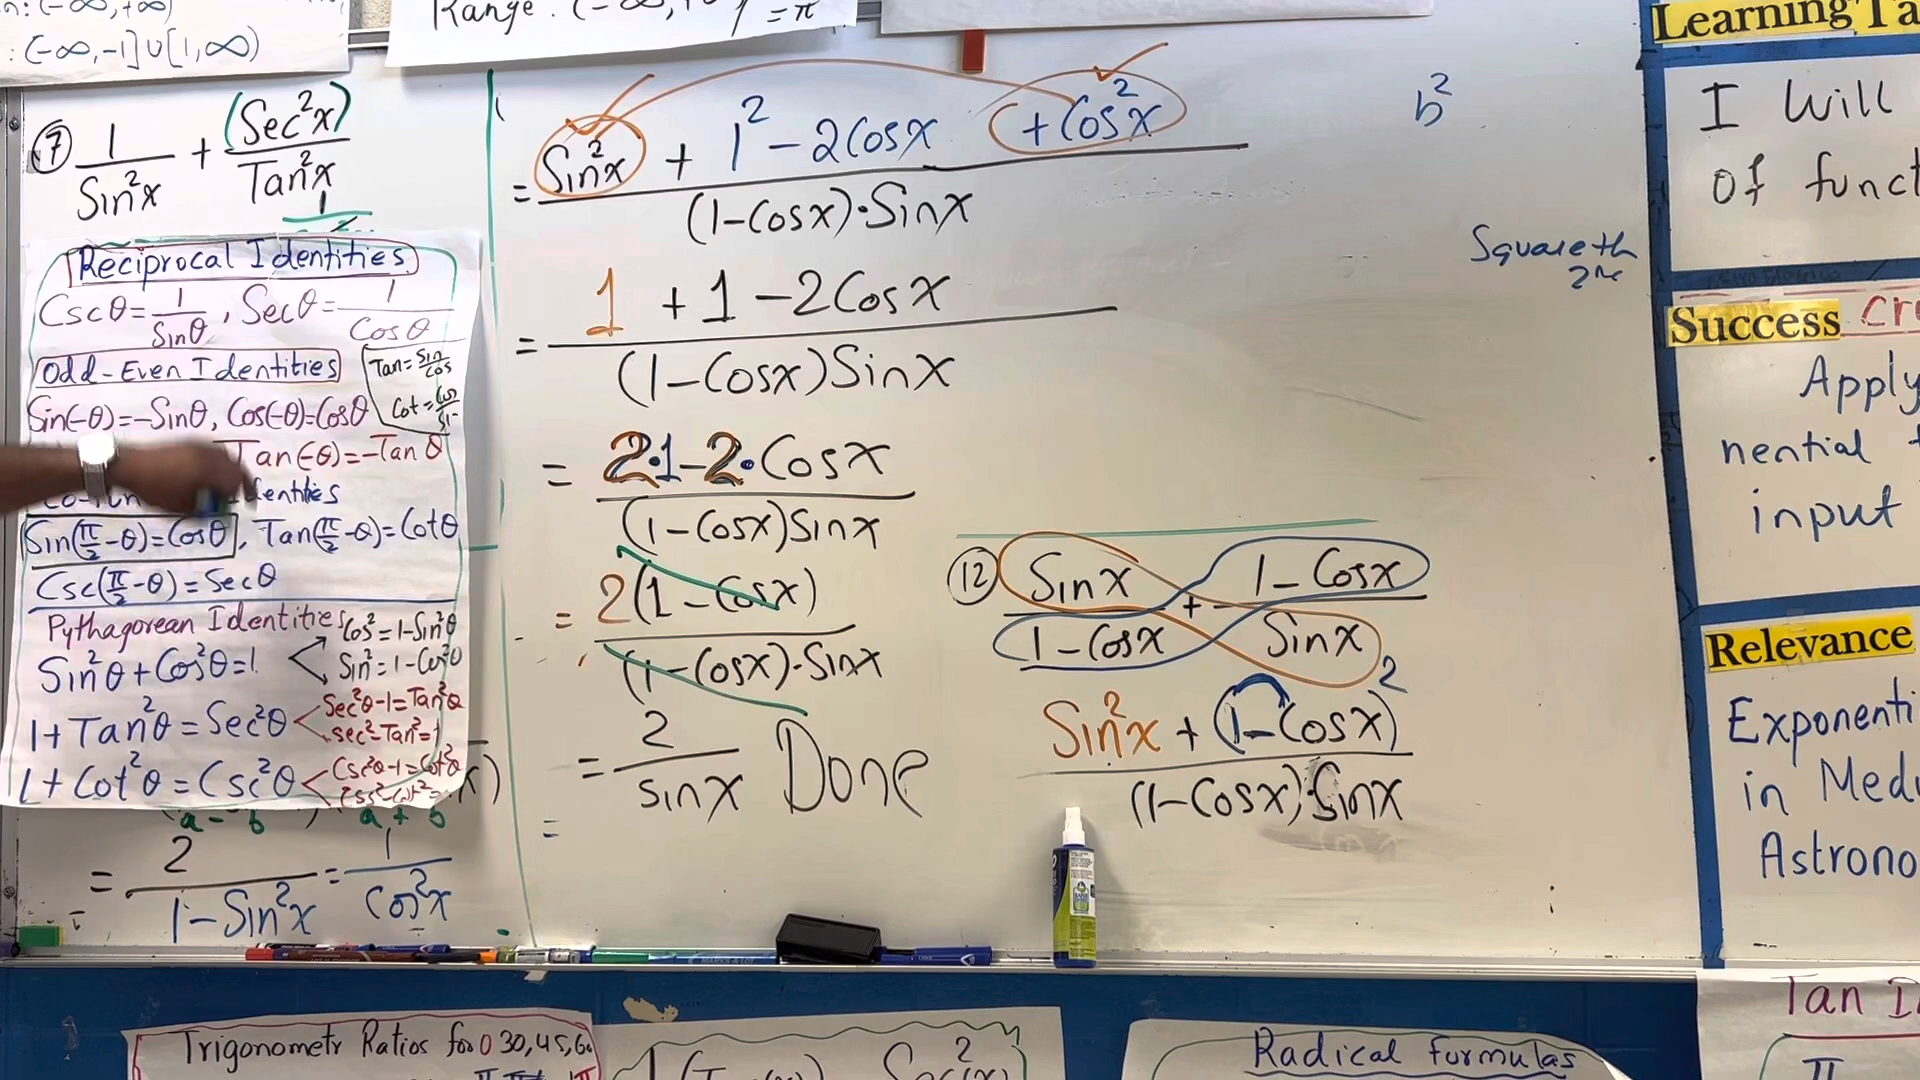 : (-∞, +∞)
: (-∞,-1]∪[1,∞)
Range : (-∞, = π
⑦ 1/Sin²x + (Sec²x)/Tan²x
1
Reciprocal Identities
Cscθ = 1/Sinθ , Secθ = 1/Cosθ
Odd-Even Identities
Tan = Sin/Cos
Sin(-θ)=-Sinθ, Cos(-θ)=Cosθ
Cot = Cos/
Tan(-θ)=-Tanθ
Sin(π/2-θ)=Cosθ, Tan(π/2-θ)=Cotθ
Csc(π/2-θ)=Secθ
Pythagorean Identities
Cos²=1-Sin²θ
Sin²θ+Cos²θ=1
Sin²=1-Cos²θ
Sec²θ-1=Tan²θ
1+Tan²θ=Sec²θ
Sec²-Tan²=1
Csc²θ-1=Cot²θ
1+Cot²θ=Csc²θ
x)
a - b a + b
= 2/1-Sin²x = 1/Cos²x
= Sin²x + 1² - 2Cosx + Cos²x
(1-Cosx)·Sinx
= 1 + 1 - 2Cosx
(1-Cosx)Sinx
= 2·1-2·Cosx
(1-Cosx)Sinx
= 2(1-Cosx)
(1-Cosx)·Sinx
= 2/sinx Done
=
b²
Square th
⑫ Sinx/1-Cosx + 1-Cosx/Sinx
Sin²x + (1-Cosx)²
(1-Cosx)·Sinx
Learning Ta
I Will
of funct
Success Cr
Apply
nential
input
Relevance
Exponenti
in Medi
Astrono
Trigonometr Ratios for 0 30,45,60
Sec²(x)
Radical formulas
Tan I
π